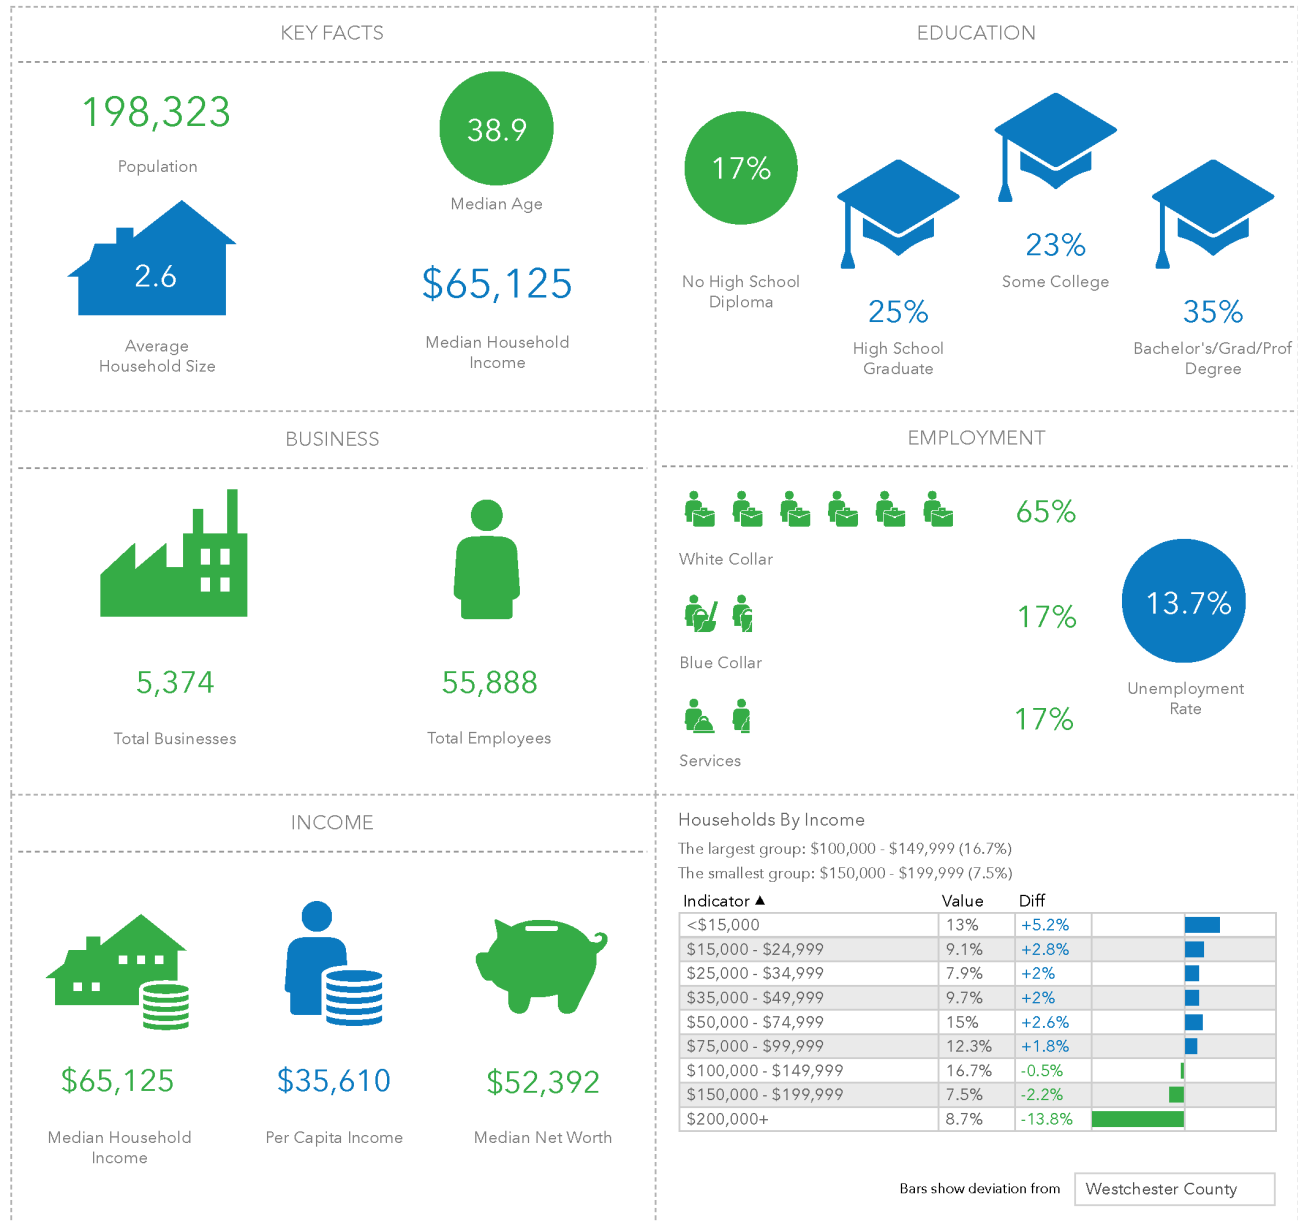 KEY FACTS
198,323
Population
38.9
Median Age
2.6
Average
Household Size
$65,125
Median Household
Income
EDUCATION
17%
No High School
Diploma
25%
High School
Graduate
23%
Some College
35%
Bachelor's/Grad/Prof
Degree
BUSINESS
5,374
Total Businesses
55,888
Total Employees
EMPLOYMENT
65%
White Collar
17%
Blue Collar
17%
Services
13.7%
Unemployment
Rate
INCOME
$65,125
Median Household
Income
$35,610
Per Capita Income
$52,392
Median Net Worth
Households By Income
The largest group: $100,000 - $149,999 (16.7%)
The smallest group: $150,000 - $199,999 (7.5%)
Indicator ▲ Value Diff
<$15,000 13% +5.2%
$15,000 - $24,999 9.1% +2.8%
$25,000 - $34,999 7.9% +2%
$35,000 - $49,999 9.7% +2%
$50,000 - $74,999 15% +2.6%
$75,000 - $99,999 12.3% +1.8%
$100,000 - $149,999 16.7% -0.5%
$150,000 - $199,999 7.5% -2.2%
$200,000+ 8.7% -13.8%
Bars show deviation from Westchester County